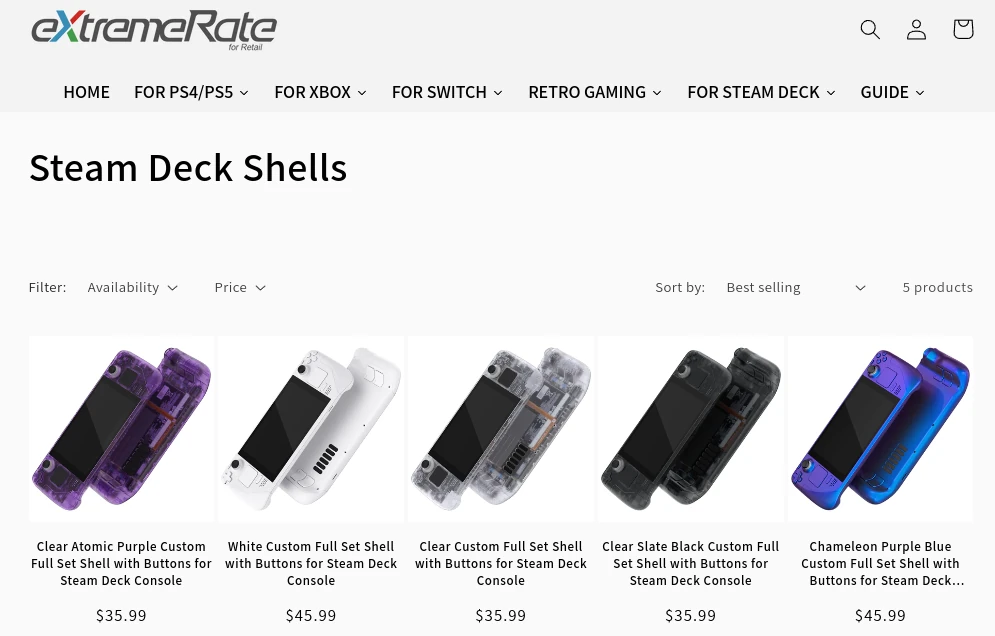 eXtremeRate
for Retail
HOME FOR PS4/PS5 FOR XBOX FOR SWITCH RETRO GAMING FOR STEAM DECK GUIDE
Steam Deck Shells
Filter: Availability Price Sort by: Best selling 5 products
Clear Atomic Purple Custom Full Set Shell with Buttons for Steam Deck Console
$35.99
White Custom Full Set Shell with Buttons for Steam Deck Console
$45.99
Clear Custom Full Set Shell with Buttons for Steam Deck Console
$35.99
Clear Slate Black Custom Full Set Shell with Buttons for Steam Deck Console
$35.99
Chameleon Purple Blue Custom Full Set Shell with Buttons for Steam Deck...
$45.99